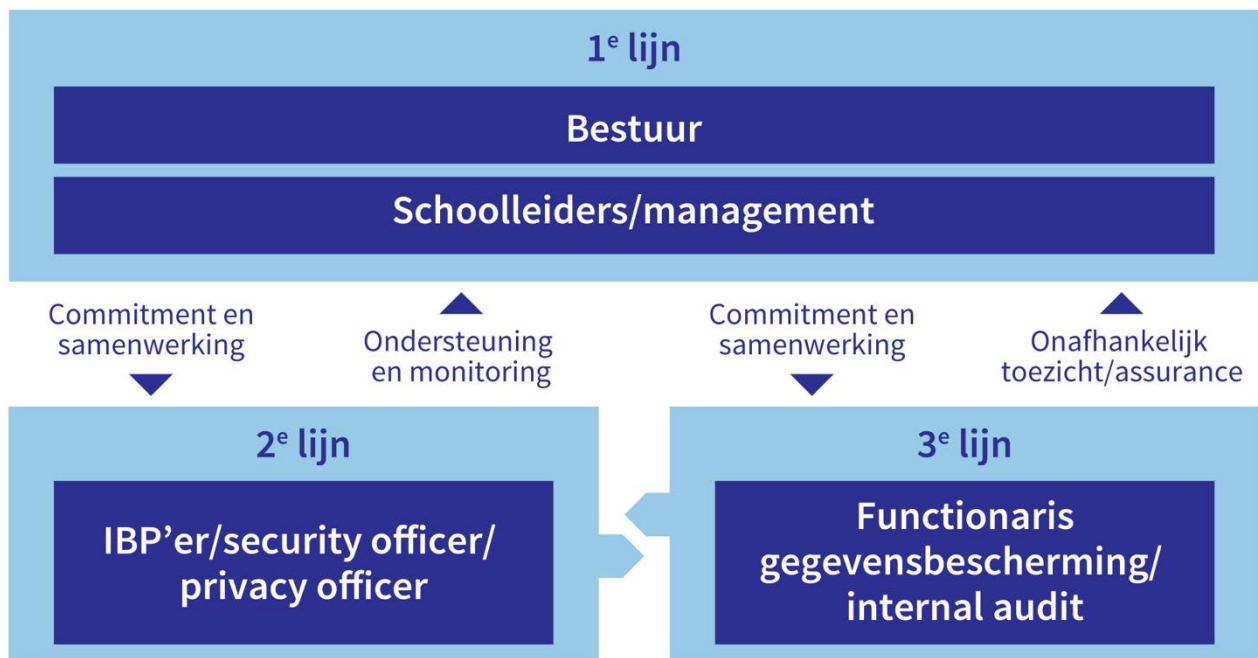 1e lijn
Bestuur
Schoolleiders/management
Commitment en
samenwerking
Ondersteuning
en monitoring
Commitment en
samenwerking
Onafhankelijk
toezicht/assurance
2e lijn
IBP’er/security officer/
privacy officer
3e lijn
Functionaris
gegevensbescherming/
internal audit